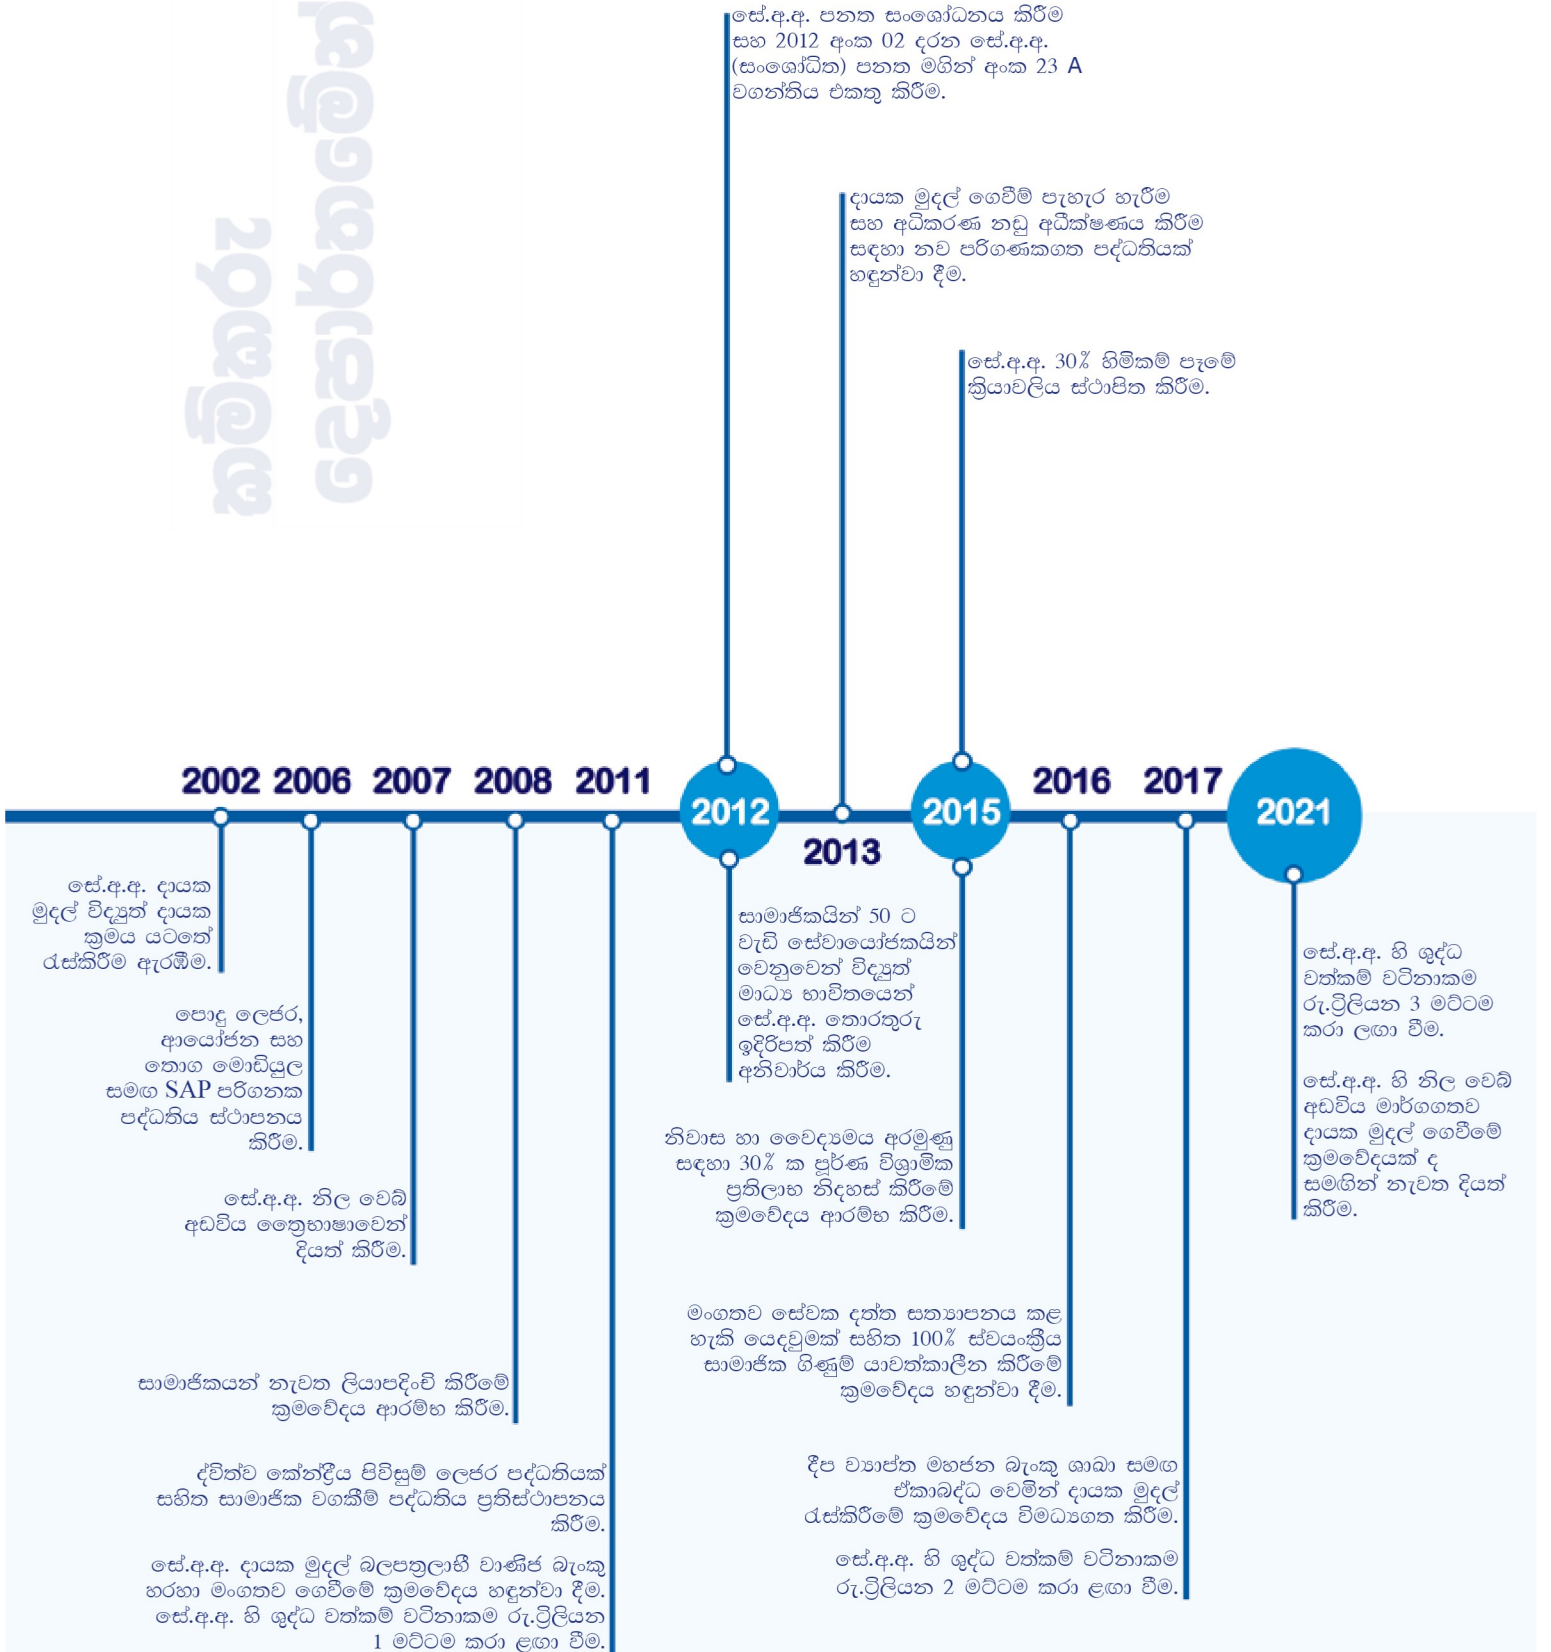 සේ.අ.අ. පනත සංශෝධනය කිරීම
සහ 2012 අංක 02 දරන සේ.අ.අ.
(සංශෝධිත) පනත මගින් අංක 23 A
වගන්තිය එකතු කිරීම.
දායක මුදල් ගෙවීම් පැහැර හැරීම
සහ අධිකරණ නඩු අධීක්ෂණය කිරීම
සඳහා නව පරිගණකගත පද්ධතියක්
හඳුන්වා දීම.
සේ.අ.අ. 30% හිමිකම් පෑමේ
ක්‍රියාවලිය ස්ථාපිත කිරීම.
කම්කරු
2002 2006 2007 2008 2011 2012 2013 2015 2016 2017 2021
සේ.අ.අ. දායක
මුදල් විද්‍යුත් දායක
ක්‍රමය යටතේ
රැස්කිරීම ඇරඹීම.
පොදු ලෙජර,
ආයෝජන සහ
තොග මොඩියුල
සමඟ SAP පරිගනක
පද්ධතිය ස්ථාපනය
කිරීම.
සේ.අ.අ. නිල වෙබ්
අඩවිය ත්‍රෛභාෂාවෙන්
දියත් කිරීම.
සාමාජිකයන් නැවත ලියාපදිංචි කිරීමේ
ක්‍රමවේදය ආරම්භ කිරීම.
ද්විත්ව කේන්ද්‍රීය පිවිසුම් ලෙජර පද්ධතියක්
සහිත සාමාජික වගකීම් පද්ධතිය ප්‍රතිස්ථාපනය
කිරීම.
සේ.අ.අ. දායක මුදල් බලපත්‍රලාභී වාණිජ බැංකු
හරහා මංගතව ගෙවීමේ ක්‍රමවේදය හඳුන්වා දීම.
සේ.අ.අ. හි ශුද්ධ වත්කම් වටිනාකම රු.ට්‍රිලියන
1 මට්ටම කරා ළඟා වීම.
සාමාජිකයින් 50 ට
වැඩි සේවායෝජකයින්
වෙනුවෙන් විද්‍යුත්
මාධ්‍ය භාවිතයෙන්
සේ.අ.අ. තොරතුරු
ඉදිරිපත් කිරීම
අනිවාර්ය කිරීම.
නිවාස හා වෛද්‍යමය අරමුණු
සඳහා 30% ක පූර්ණ විශ්‍රාමික
ප්‍රතිලාභ නිදහස් කිරීමේ
ක්‍රමවේදය ආරම්භ කිරීම.
මංගතව සේවක දත්ත සත්‍යාපනය කළ
හැකි යෙදවුමක් සහිත 100% ස්වයංක්‍රීය
සාමාජික ගිණුම් යාවත්කාලීන කිරීමේ
ක්‍රමවේදය හඳුන්වා දීම.
දීප ව්‍යාප්ත මහජන බැංකු ශාඛා සමඟ
ඒකාබද්ධ වෙමින් දායක මුදල්
රැස්කිරීමේ ක්‍රමවේදය විමධ්‍යගත කිරීම.
සේ.අ.අ. හි ශුද්ධ වත්කම් වටිනාකම
රු.ට්‍රිලියන 2 මට්ටම කරා ළඟා වීම.
සේ.අ.අ. හි ශුද්ධ
වත්කම් වටිනාකම
රු.ට්‍රිලියන 3 මට්ටම
කරා ලඟා වීම.
සේ.අ.අ. හි නිල වෙබ්
අඩවිය මාර්ගගතව
දායක මුදල් ගෙවීමේ
ක්‍රමවේදයක් ද
සමඟින් නැවත දියත්
කිරීම.